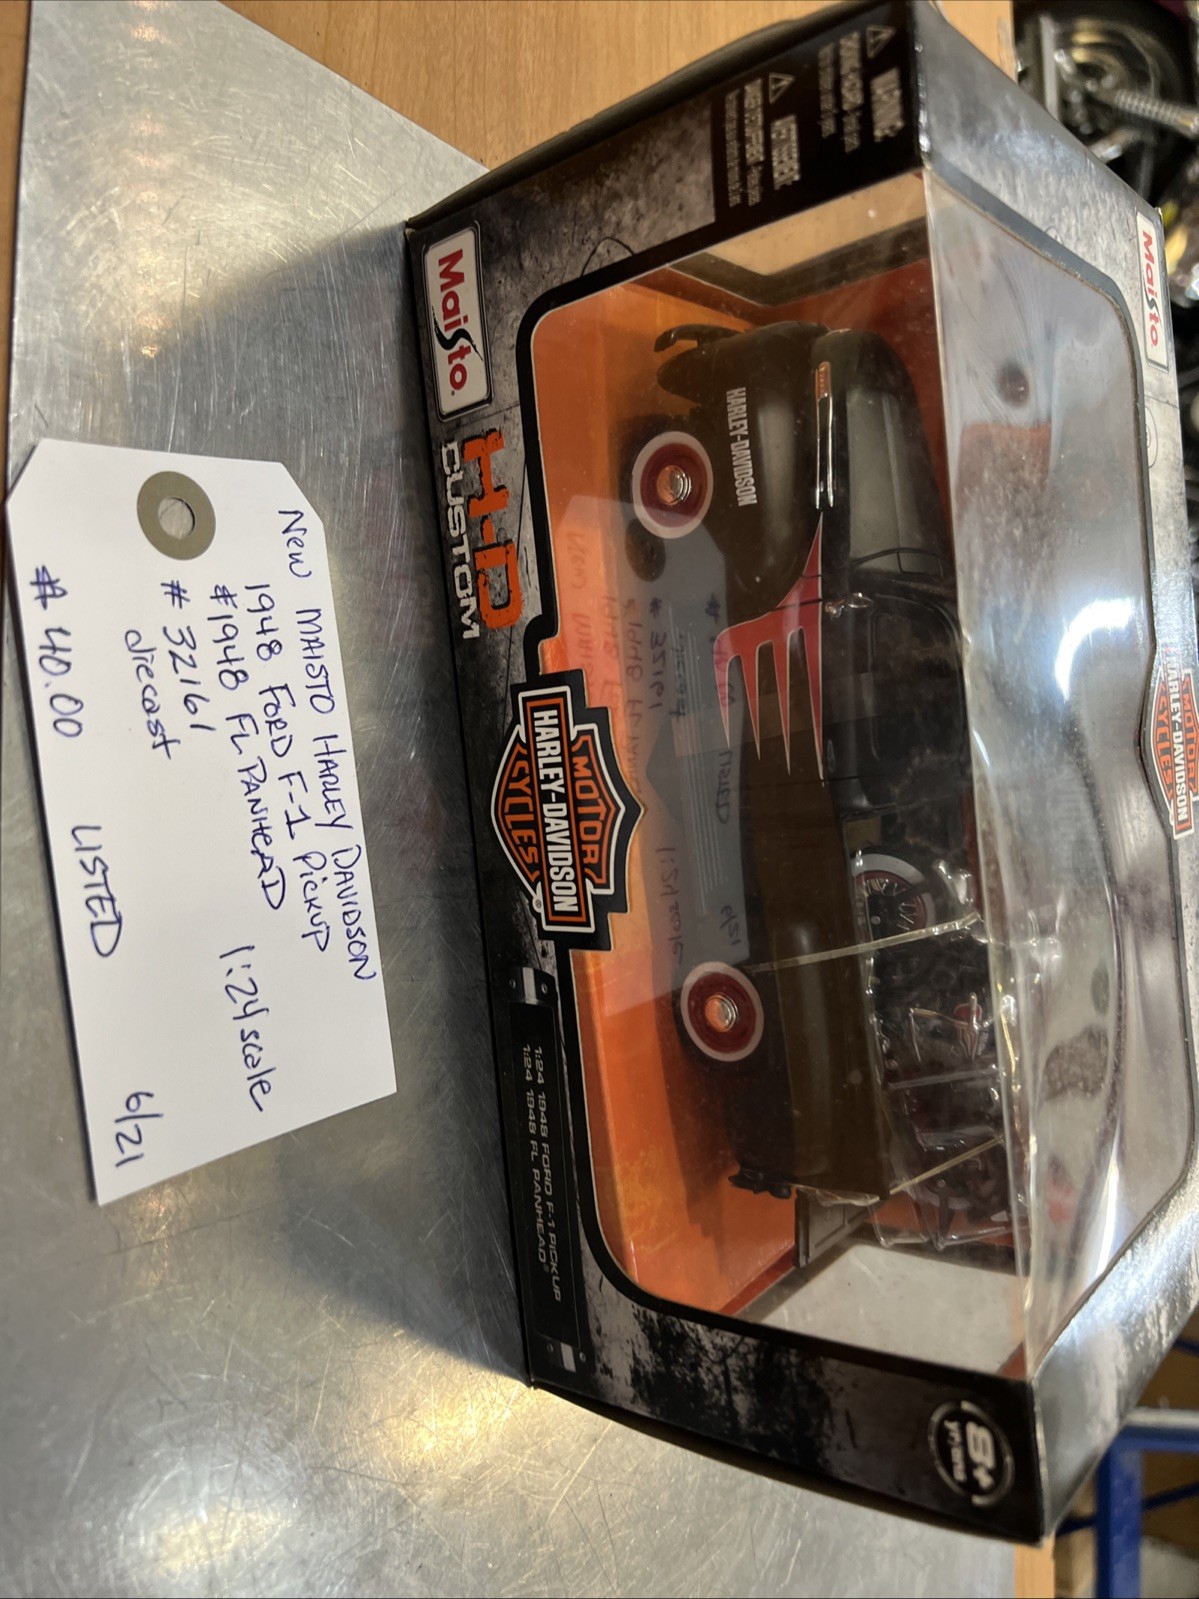 New MAISTO HARLEY DAVIDSON
1948 FORD F-1 PICKUP
&1948 FL PANHEAD
# 32161 1:24 scale
diecast
$40.00 LISTED 6/21
Maisto
H-D
CUSTOM
MOTOR
HARLEY-DAVIDSON
CYCLES
1:24 1948 FORD F-1 PICKUP
1:24 1948 FL PANHEAD
8+
HARLEY-DAVIDSON
WARNING:
Maisto
MOTOR
HARLEY-DAVIDSON
CYCLES